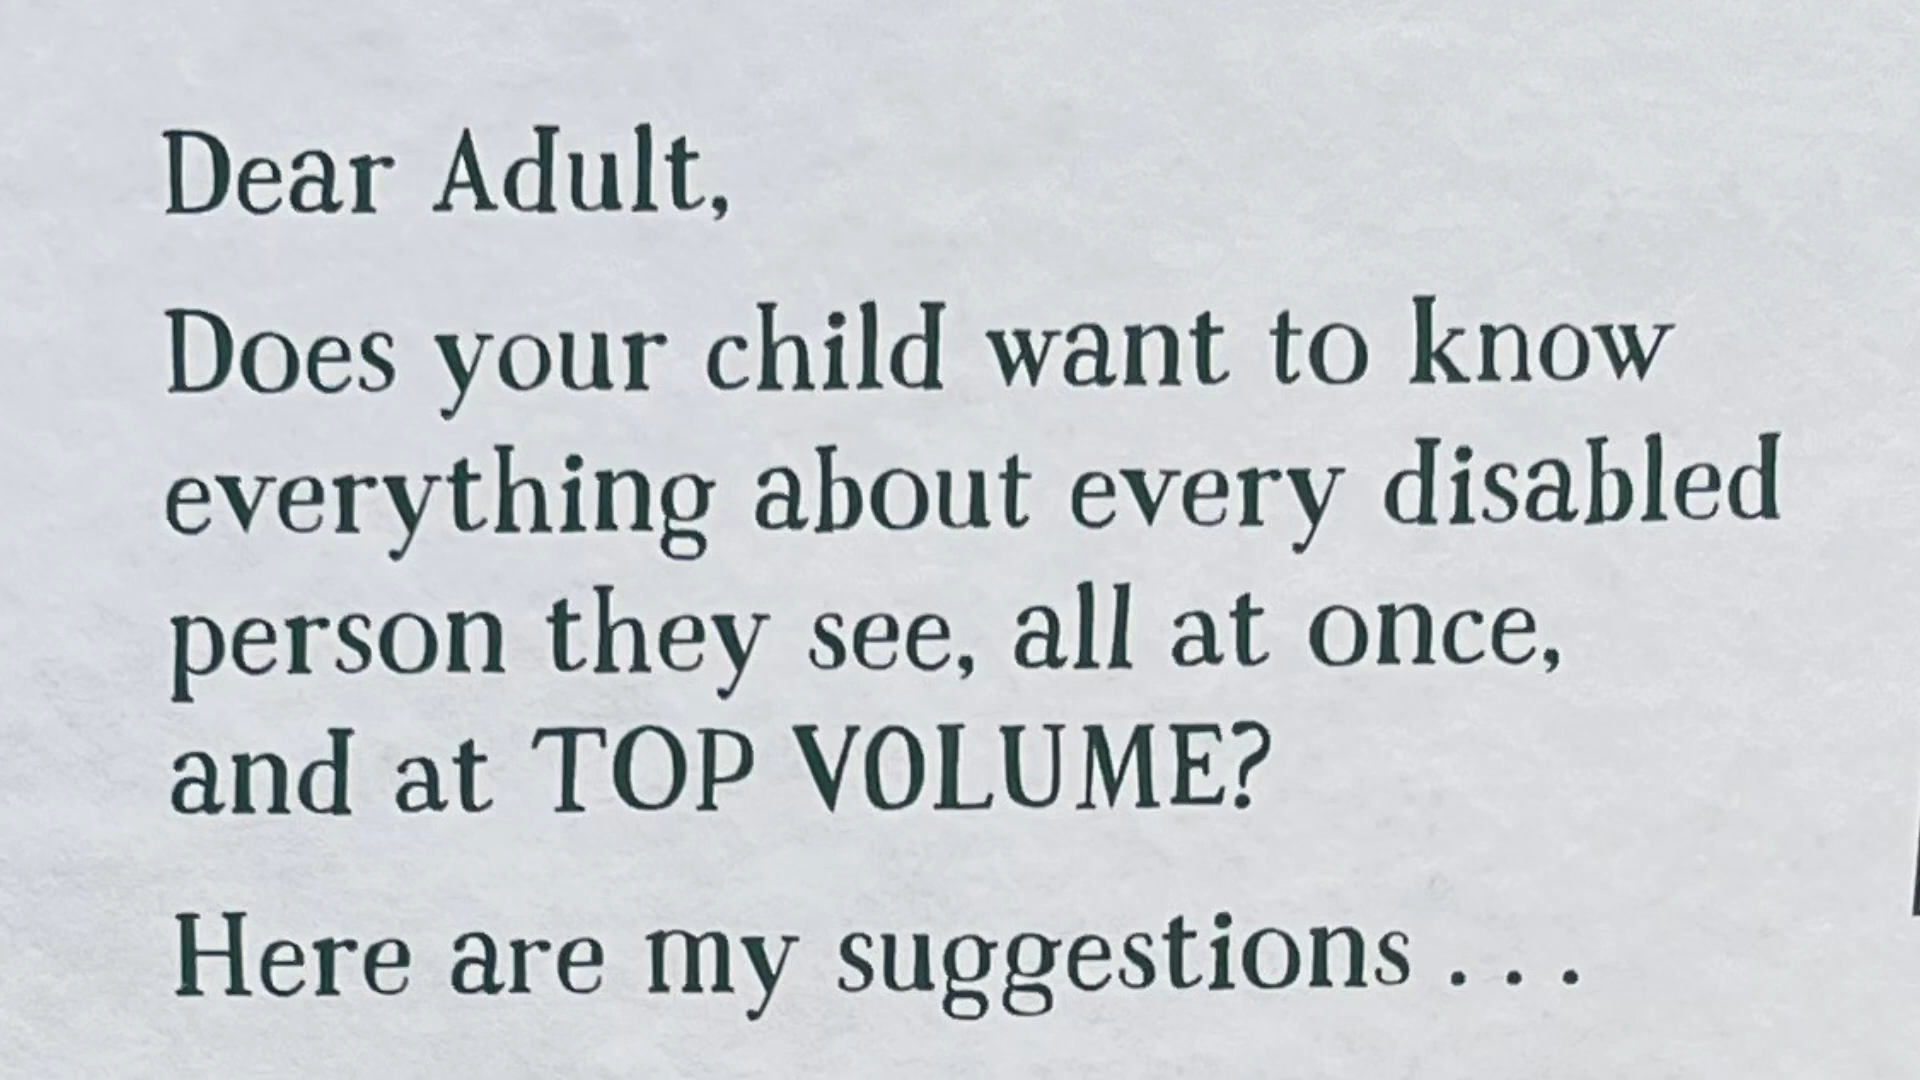 Dear Adult,
Does your child want to know
everything about every disabled
person they see, all at once,
and at TOP VOLUME?
Here are my suggestions . . .